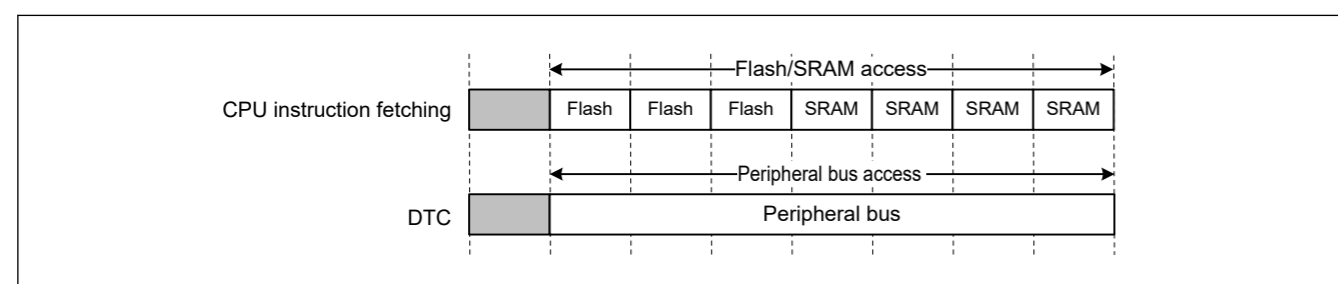 Flash/SRAM access
CPU instruction fetching Flash Flash Flash SRAM SRAM SRAM SRAM
Peripheral bus access
DTC Peripheral bus